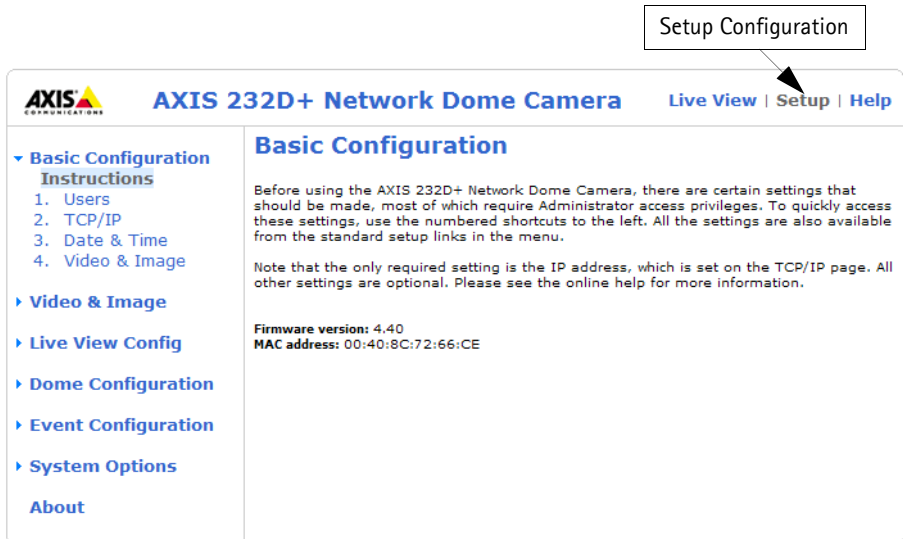 Setup Configuration
AXIS
COMMUNICATIONS
AXIS 232D+ Network Dome Camera
Live View | Setup | Help
Basic Configuration
Instructions
1. Users
2. TCP/IP
3. Date & Time
4. Video & Image
Video & Image
Live View Config
Dome Configuration
Event Configuration
System Options
About
Basic Configuration
Before using the AXIS 232D+ Network Dome Camera, there are certain settings that
should be made, most of which require Administrator access privileges. To quickly access
these settings, use the numbered shortcuts to the left. All the settings are also available
from the standard setup links in the menu.
Note that the only required setting is the IP address, which is set on the TCP/IP page. All
other settings are optional. Please see the online help for more information.
Firmware version: 4.40
MAC address: 00:40:8C:72:66:CE